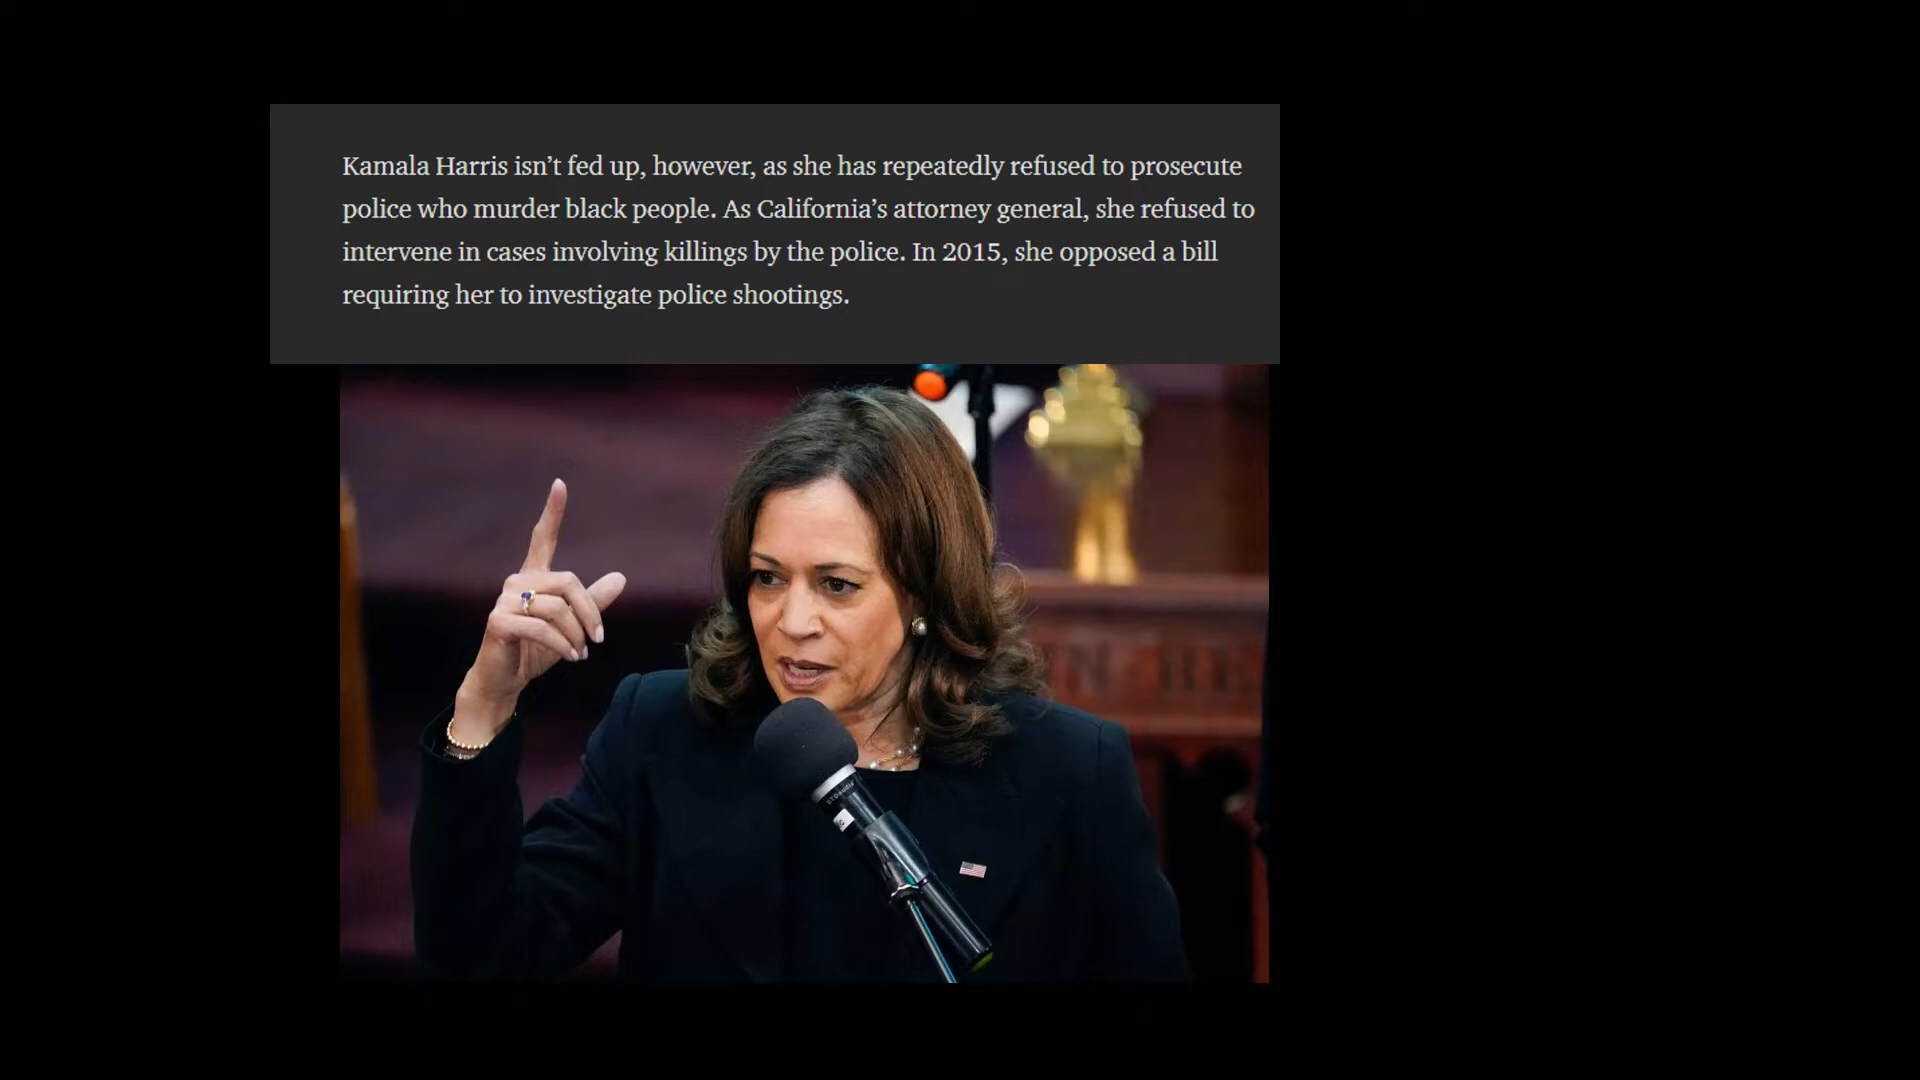 Kamala Harris isn’t fed up, however, as she has repeatedly refused to prosecute
police who murder black people. As California’s attorney general, she refused to
intervene in cases involving killings by the police. In 2015, she opposed a bill
requiring her to investigate police shootings.